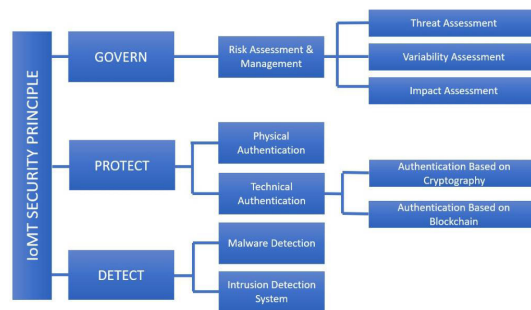 IoMT SECURITY PRINCIPLE
GOVERN
Risk Assessment &
Management
Threat Assessment
Variability Assessment
Impact Assessment
PROTECT
Physical
Authentication
Technical
Authentication
Authentication Based on
Cryptography
Authentication Based on
Blockchain
DETECT
Malware Detection
Intrusion Detection
System